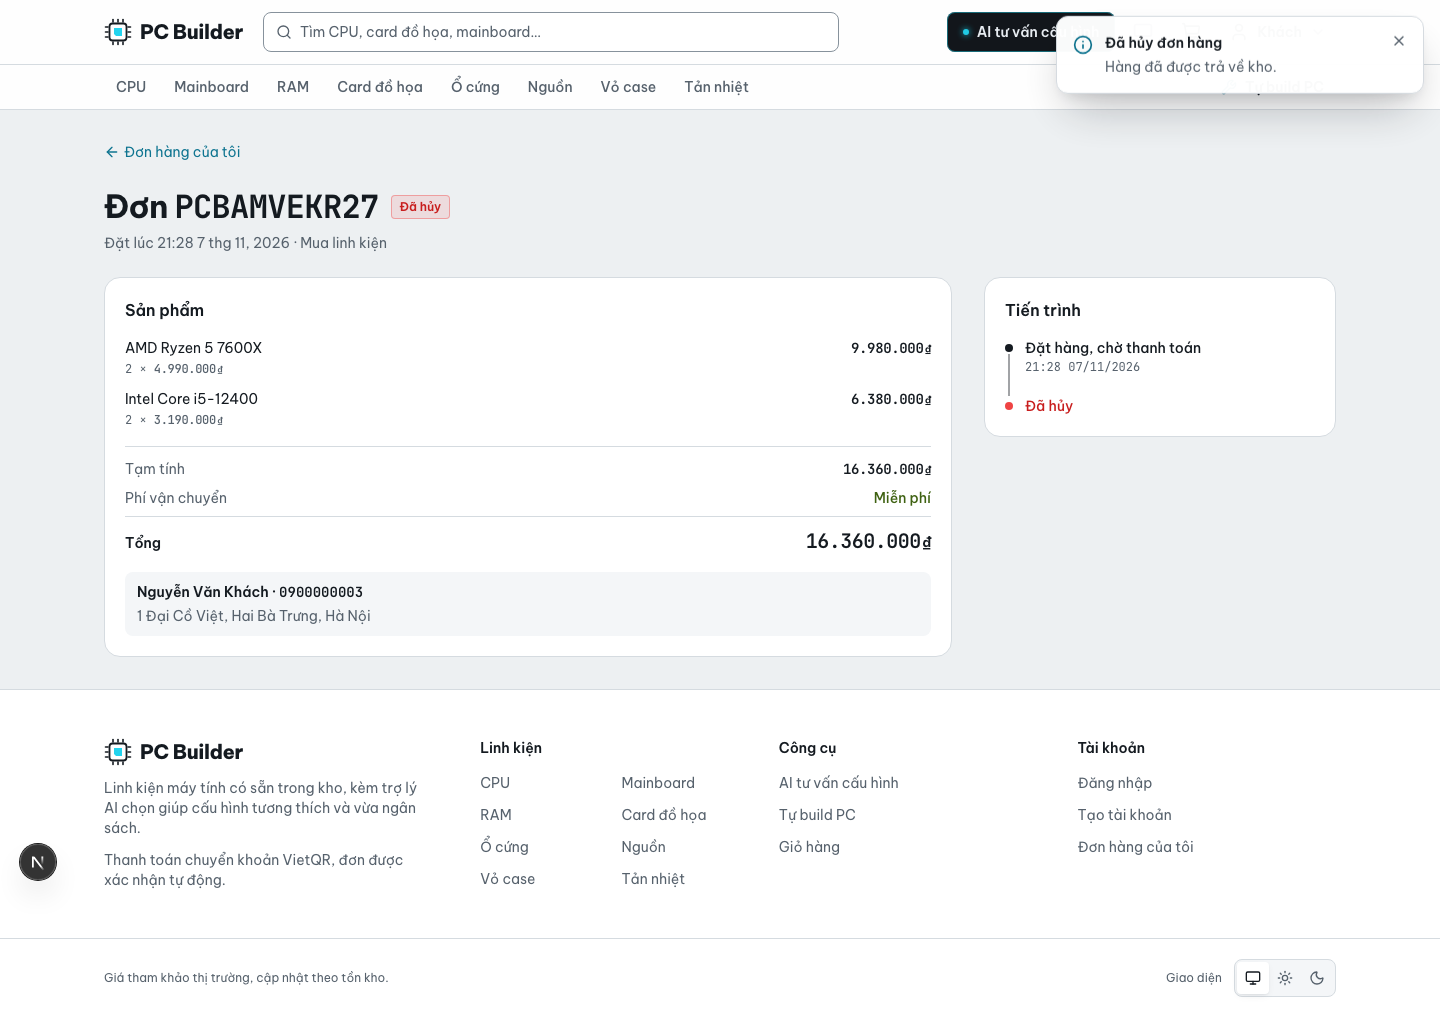 PC Builder
Tìm CPU, card đồ họa, mainboard...
AI tư vấn
Đã hủy đơn hàng
Hàng đã được trả về kho.
CPU
Mainboard
RAM
Card đồ họa
Ổ cứng
Nguồn
Vỏ case
Tản nhiệt
Đơn hàng của tôi
Đơn PCBAMVEKR27
Đã hủy
Đặt lúc 21:28 7 thg 11, 2026 · Mua linh kiện
Sản phẩm
AMD Ryzen 5 7600X
9.980.000₫
2 × 4.990.000₫
Intel Core i5-12400
6.380.000₫
2 × 3.190.000₫
Tạm tính
16.360.000₫
Phí vận chuyển
Miễn phí
Tổng
16.360.000₫
Nguyễn Văn Khách · 0900000003
1 Đại Cồ Việt, Hai Bà Trưng, Hà Nội
Tiến trình
Đặt hàng, chờ thanh toán
21:28 07/11/2026
Đã hủy
PC Builder
Linh kiện máy tính có sẵn trong kho, kèm trợ lý
AI chọn giúp cấu hình tương thích và vừa ngân
sách.
Thanh toán chuyển khoản VietQR, đơn được
xác nhận tự động.
Linh kiện
CPU
Mainboard
RAM
Card đồ họa
Ổ cứng
Nguồn
Vỏ case
Tản nhiệt
Công cụ
AI tư vấn cấu hình
Tự build PC
Giỏ hàng
Tài khoản
Đăng nhập
Tạo tài khoản
Đơn hàng của tôi
N
Giá tham khảo thị trường, cập nhật theo tồn kho.
Giao diện